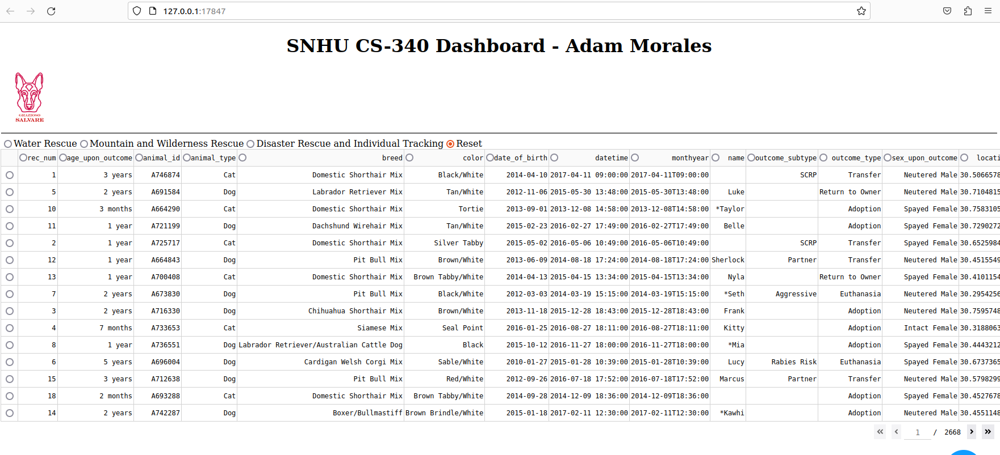 127.0.0.1:17847
SNHU CS-340 Dashboard - Adam Morales
GRAZIOSO
SALVARE
Water Rescue Mountain and Wilderness Rescue Disaster Rescue and Individual Tracking Reset
rec_num age_upon_outcome animal_id animal_type breed color date_of_birth datetime monthyear name outcome_subtype outcome_type sex_upon_outcome locati
1 3 years A746874 Cat Domestic Shorthair Mix Black/White 2014-04-10 2017-04-11 09:00:00 2017-04-11T09:00:00 SCRP Transfer Neutered Male 30.5066578
5 2 years A691584 Dog Labrador Retriever Mix Tan/White 2012-11-06 2015-05-30 13:48:00 2015-05-30T13:48:00 Luke Return to Owner Neutered Male 30.7104815
10 3 months A664290 Cat Domestic Shorthair Mix Tortie 2013-09-01 2013-12-08 14:58:00 2013-12-08T14:58:00 *Taylor Adoption Spayed Female 30.7583105
11 1 year A721199 Dog Dachshund Wirehair Mix Tan/White 2015-02-23 2016-02-27 17:49:00 2016-02-27T17:49:00 Belle Adoption Spayed Female 30.7290272
2 1 year A725717 Cat Domestic Shorthair Mix Silver Tabby 2015-05-02 2016-05-06 10:49:00 2016-05-06T10:49:00 SCRP Transfer Spayed Female 30.6525984
12 1 year A664843 Dog Pit Bull Mix Brown/White 2013-06-09 2014-08-18 17:24:00 2014-08-18T17:24:00 Sherlock Partner Transfer Neutered Male 30.4515549
13 1 year A700408 Cat Domestic Shorthair Mix Brown Tabby/White 2014-04-13 2015-04-15 13:34:00 2015-04-15T13:34:00 Nyla Return to Owner Spayed Female 30.4101154
7 2 years A673830 Dog Pit Bull Mix Black/White 2012-03-03 2014-03-19 15:15:00 2014-03-19T15:15:00 *Seth Aggressive Euthanasia Neutered Male 30.2954256
3 2 years A716330 Dog Chihuahua Shorthair Mix Brown/White 2013-11-18 2015-12-28 18:43:00 2015-12-28T18:43:00 Frank Adoption Neutered Male 30.7595748
4 7 months A733653 Cat Siamese Mix Seal Point 2016-01-25 2016-08-27 18:11:00 2016-08-27T18:11:00 Kitty Adoption Intact Female 30.3188063
8 1 year A736551 Dog Labrador Retriever/Australian Cattle Dog Black 2015-10-12 2016-11-27 18:00:00 2016-11-27T18:00:00 *Mia Adoption Spayed Female 30.4443212
6 5 years A696004 Dog Cardigan Welsh Corgi Mix Sable/White 2010-01-27 2015-01-28 10:39:00 2015-01-28T10:39:00 Lucy Rabies Risk Euthanasia Spayed Female 30.6737365
15 3 years A712638 Dog Pit Bull Mix Red/White 2012-09-26 2016-07-18 17:52:00 2016-07-18T17:52:00 Marcus Partner Transfer Neutered Male 30.5798299
18 2 months A693288 Cat Domestic Shorthair Mix Brown Tabby/White 2014-09-28 2014-12-09 18:36:00 2014-12-09T18:36:00 Adoption Spayed Female 30.4527678
14 2 years A742287 Dog Boxer/Bullmastiff Brown Brindle/White 2015-01-18 2017-02-11 12:30:00 2017-02-11T12:30:00 *Kawhi Adoption Neutered Male 30.4551148
1 / 2668